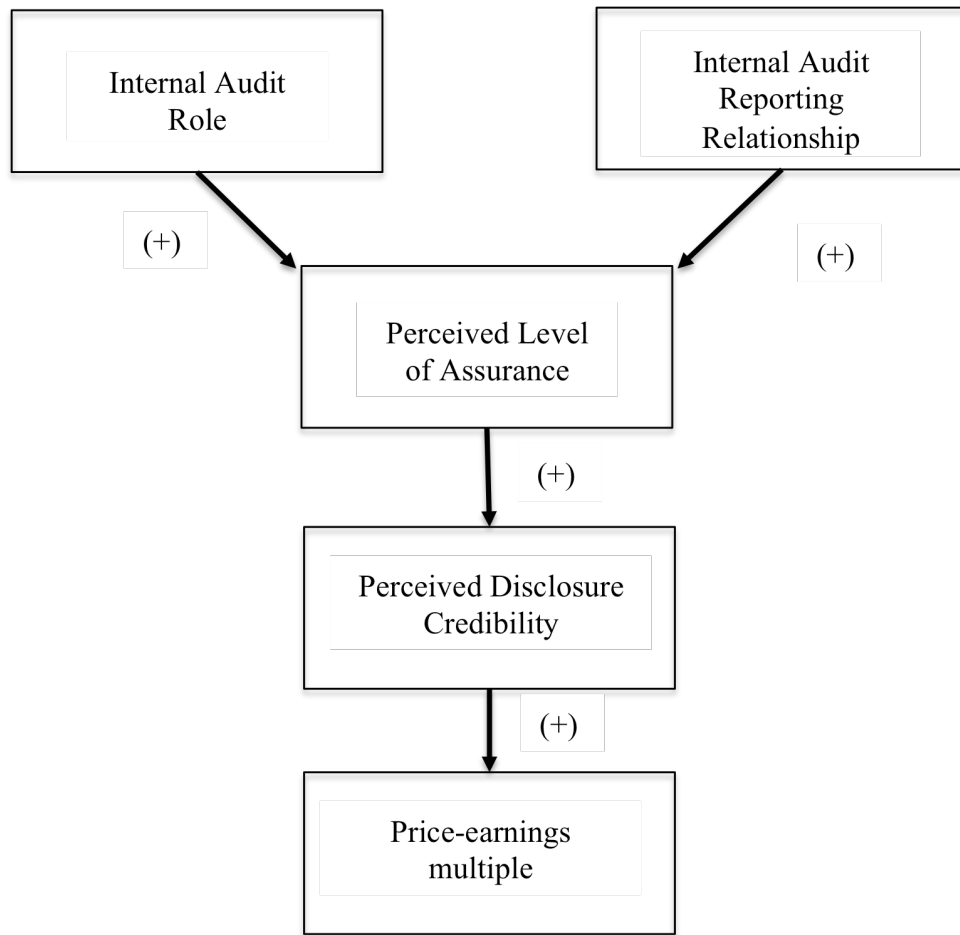 Internal Audit
Role
Internal Audit
Reporting
Relationship
(+)
(+)
Perceived Level
of Assurance
(+)
Perceived Disclosure
Credibility
(+)
Price-earnings
multiple